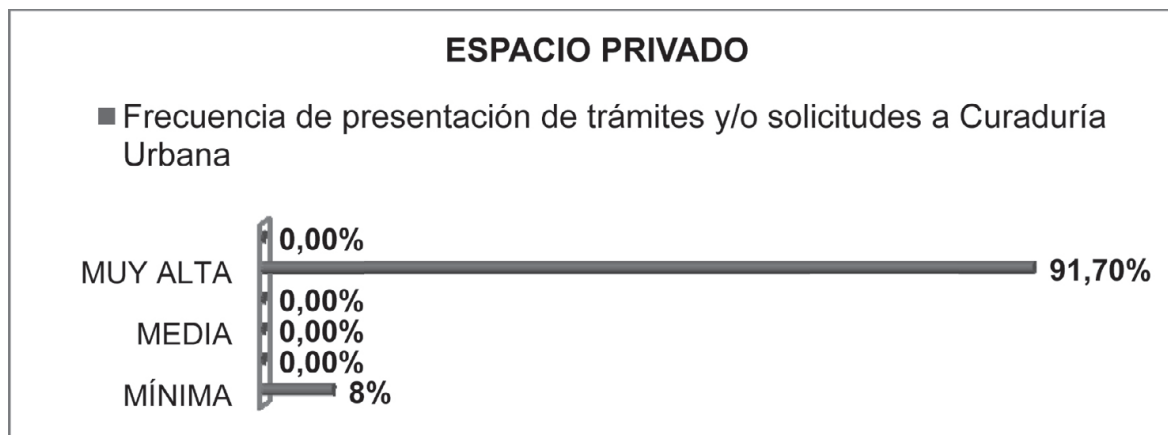 ESPACIO PRIVADO
Frecuencia de presentación de trámites y/o solicitudes a Curaduría
Urbana
0,00%
MUY ALTA 91,70%
0,00%
MEDIA 0,00%
0,00%
MÍNIMA 8%